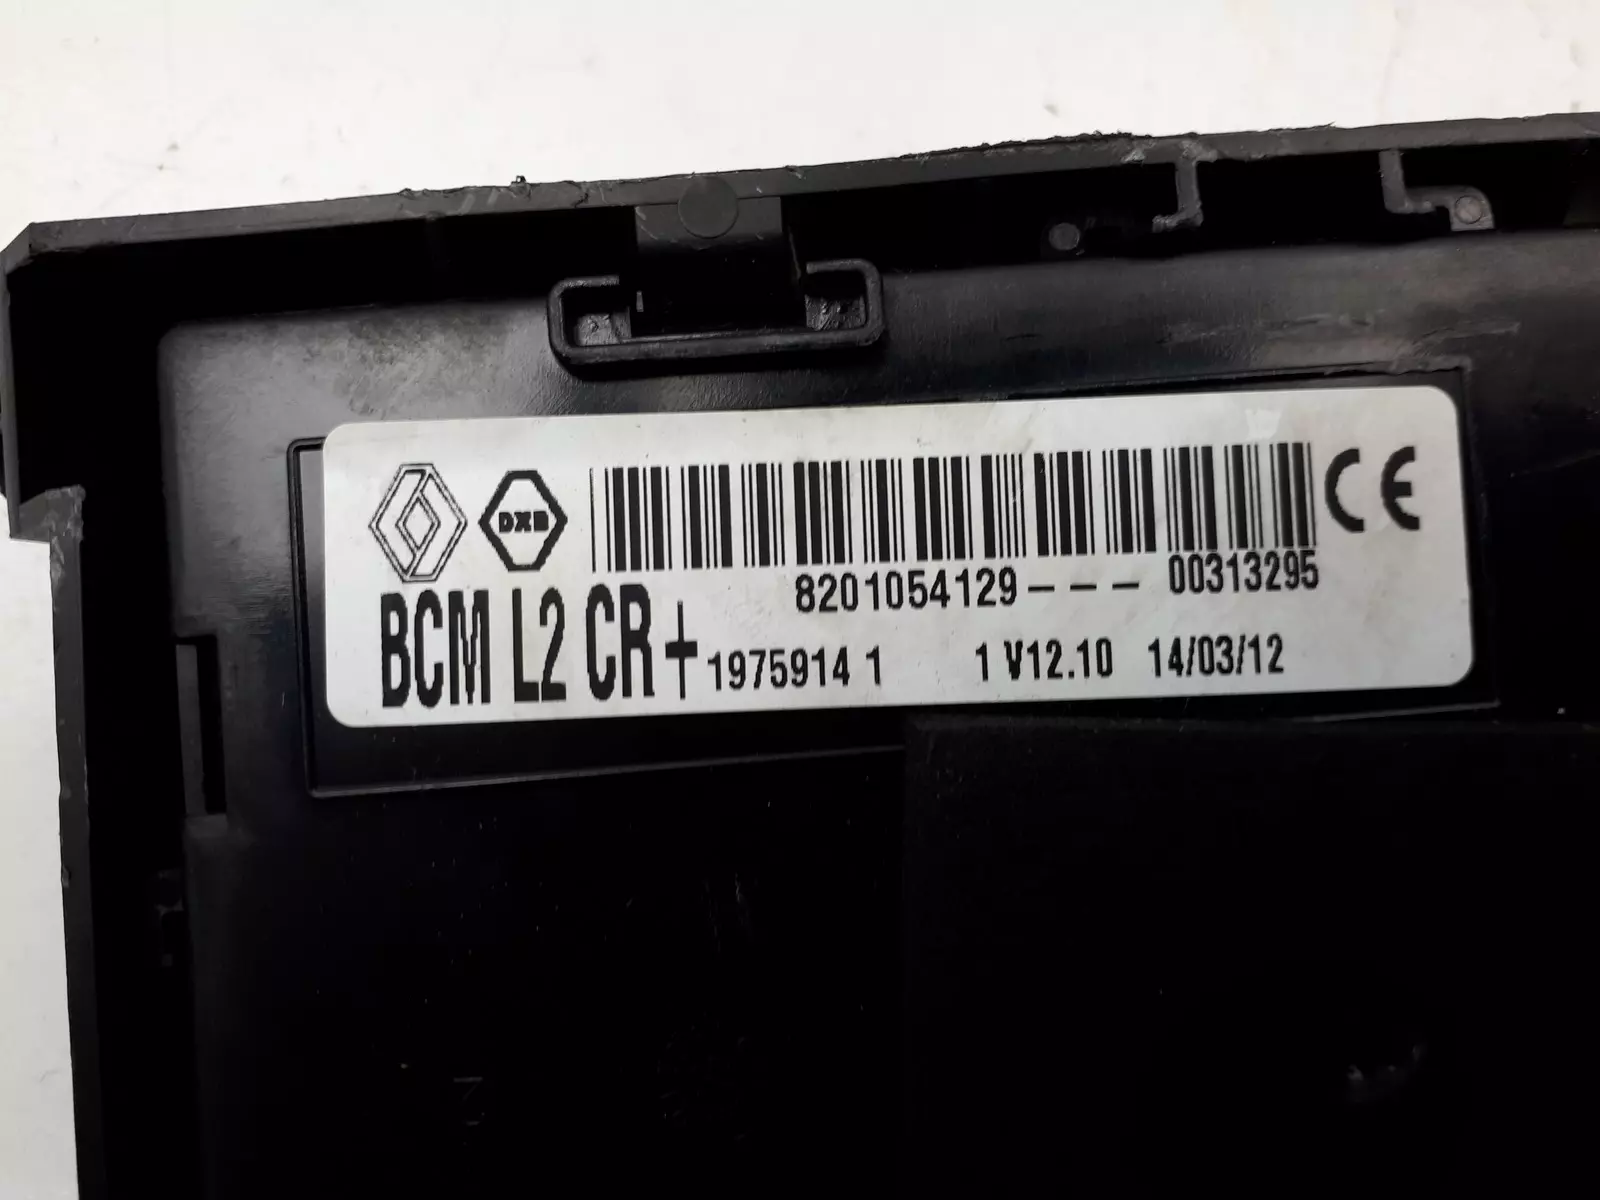 DXB
8201054129--- 00313295
CE
BCM L2 CR+ 1975914 1 1 V12.10 14/03/12